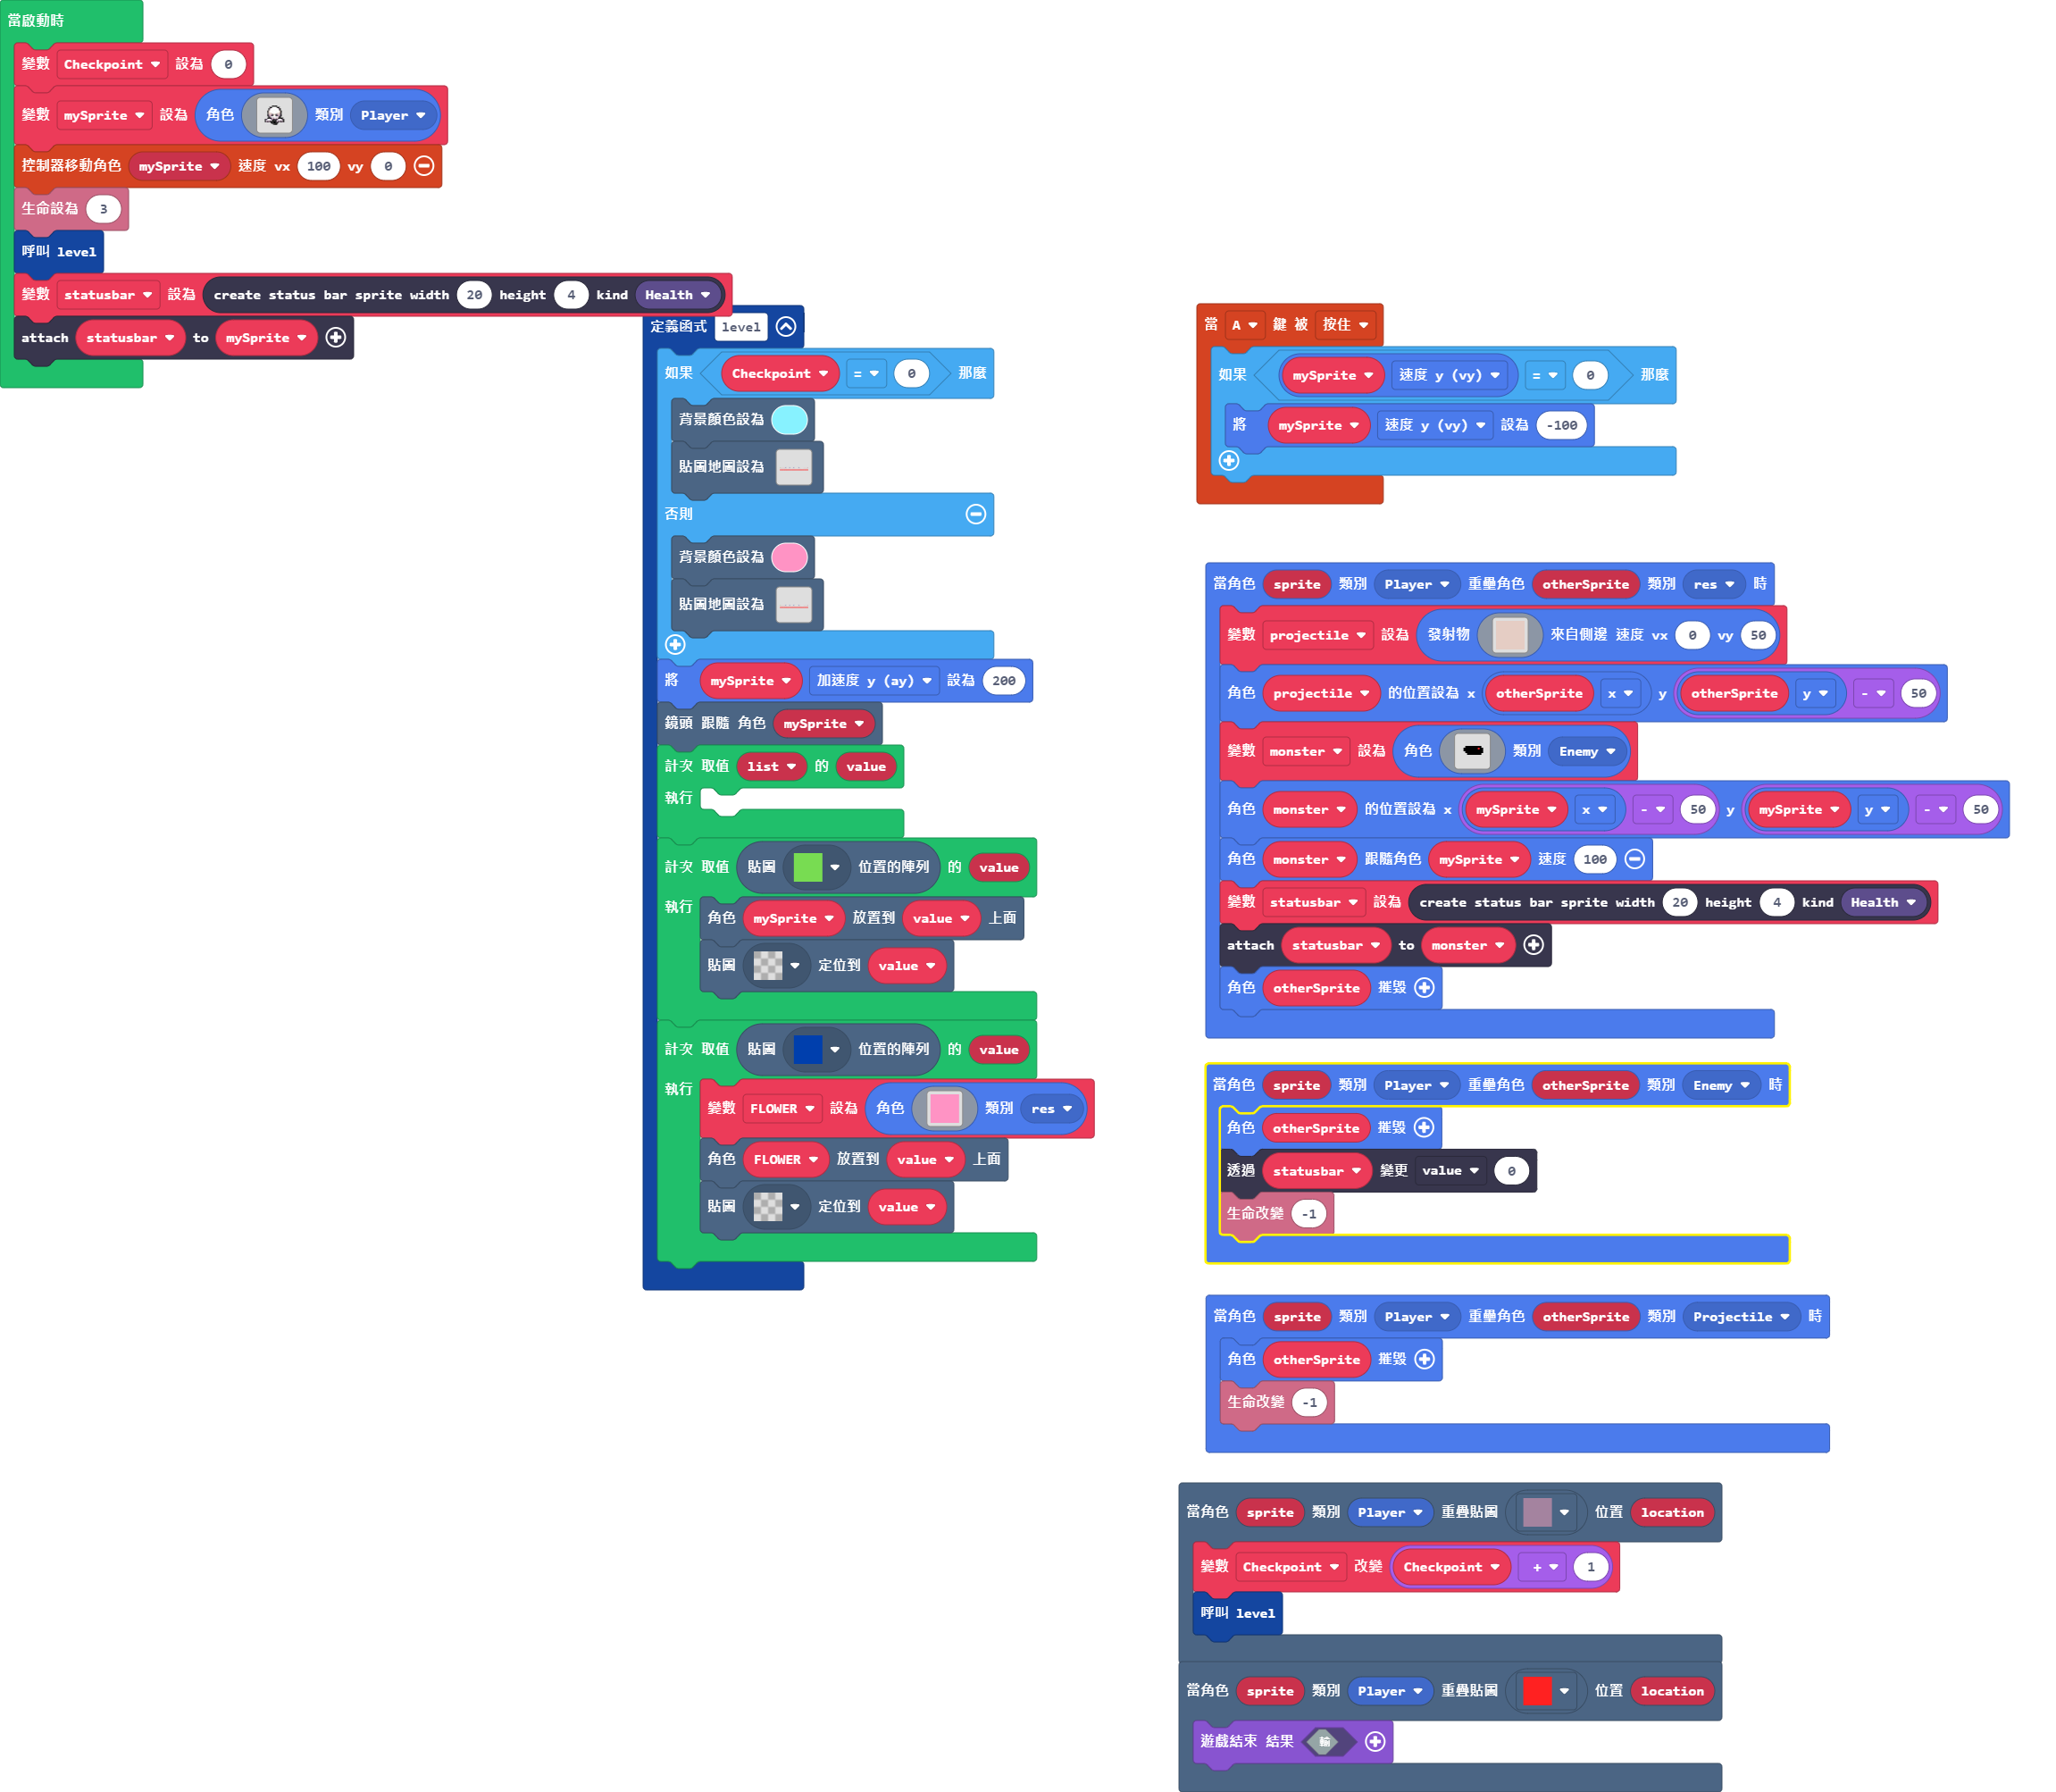 當啟動時
變數 Checkpoint 設為 0
變數 mySprite 設為 角色 類別 Player
控制器移動角色 mySprite 速度 vx 100 vy 0
生命設為 3
呼叫 level
變數 statusbar 設為 create status bar sprite width 20 height 4 kind Health
attach statusbar to mySprite
定義函式 level
如果 Checkpoint = 0 那麼
背景顏色設為
貼圖地圖設為
否則
背景顏色設為
貼圖地圖設為
將 mySprite 加速度 y (ay) 設為 200
鏡頭 跟隨 角色 mySprite
計次 取值 list 的 value
執行
計次 取值 貼圖 位置的陣列 的 value
執行 角色 mySprite 放置到 value 上面
貼圖 定位到 value
計次 取值 貼圖 位置的陣列 的 value
執行 變數 FLOWER 設為 角色 類別 res
角色 FLOWER 放置到 value 上面
貼圖 定位到 value
當 A 鍵 被 按住
如果 mySprite 速度 y (vy) = 0 那麼
將 mySprite 速度 y (vy) 設為 -100
當角色 sprite 類別 Player 重疊角色 otherSprite 類別 res 時
變數 projectile 設為 發射物 來自側邊 速度 vx 0 vy 50
角色 projectile 的位置設為 x otherSprite x y otherSprite y - 50
變數 monster 設為 角色 類別 Enemy
角色 monster 的位置設為 x mySprite x - 50 y mySprite y - 50
角色 monster 跟隨角色 mySprite 速度 100
變數 statusbar 設為 create status bar sprite width 20 height 4 kind Health
attach statusbar to monster
角色 otherSprite 摧毀
當角色 sprite 類別 Player 重疊角色 otherSprite 類別 Enemy 時
角色 otherSprite 摧毀
透過 statusbar 變更 value 0
生命改變 -1
當角色 sprite 類別 Player 重疊角色 otherSprite 類別 Projectile 時
角色 otherSprite 摧毀
生命改變 -1
當角色 sprite 類別 Player 重疊貼圖 位置 location
變數 Checkpoint 改變 Checkpoint + 1
呼叫 level
當角色 sprite 類別 Player 重疊貼圖 位置 location
遊戲結束 結果 輸